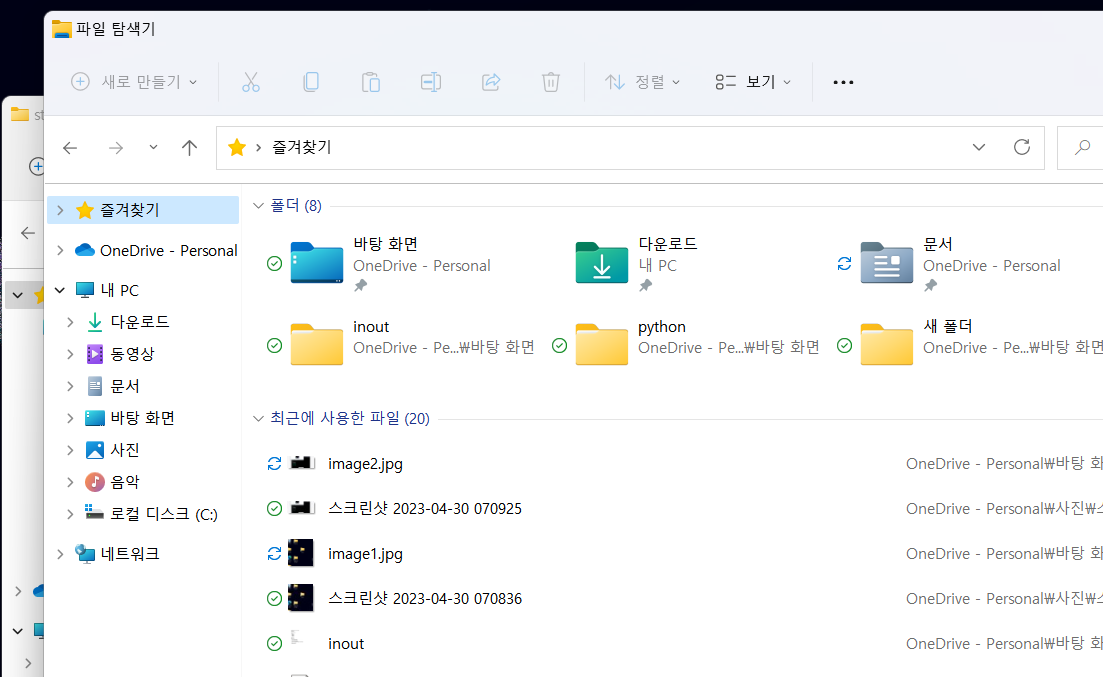 파일 탐색기
새로 만들기
정렬
보기
st
즐겨찾기
즐겨찾기
OneDrive - Personal
내 PC
다운로드
동영상
문서
바탕 화면
사진
음악
로컬 디스크 (C:)
네트워크
폴더 (8)
바탕 화면
OneDrive - Personal
다운로드
내 PC
문서
OneDrive - Personal
inout
OneDrive - Pe...₩바탕 화면
python
OneDrive - Pe...₩바탕 화면
새 폴더
OneDrive - Pe...₩바탕 화면
최근에 사용한 파일 (20)
image2.jpg OneDrive - Personal₩바탕 화
스크린샷 2023-04-30 070925 OneDrive - Personal₩사진₩스
image1.jpg OneDrive - Personal₩바탕 화
스크린샷 2023-04-30 070836 OneDrive - Personal₩사진₩스
inout OneDrive - Personal₩바탕 화